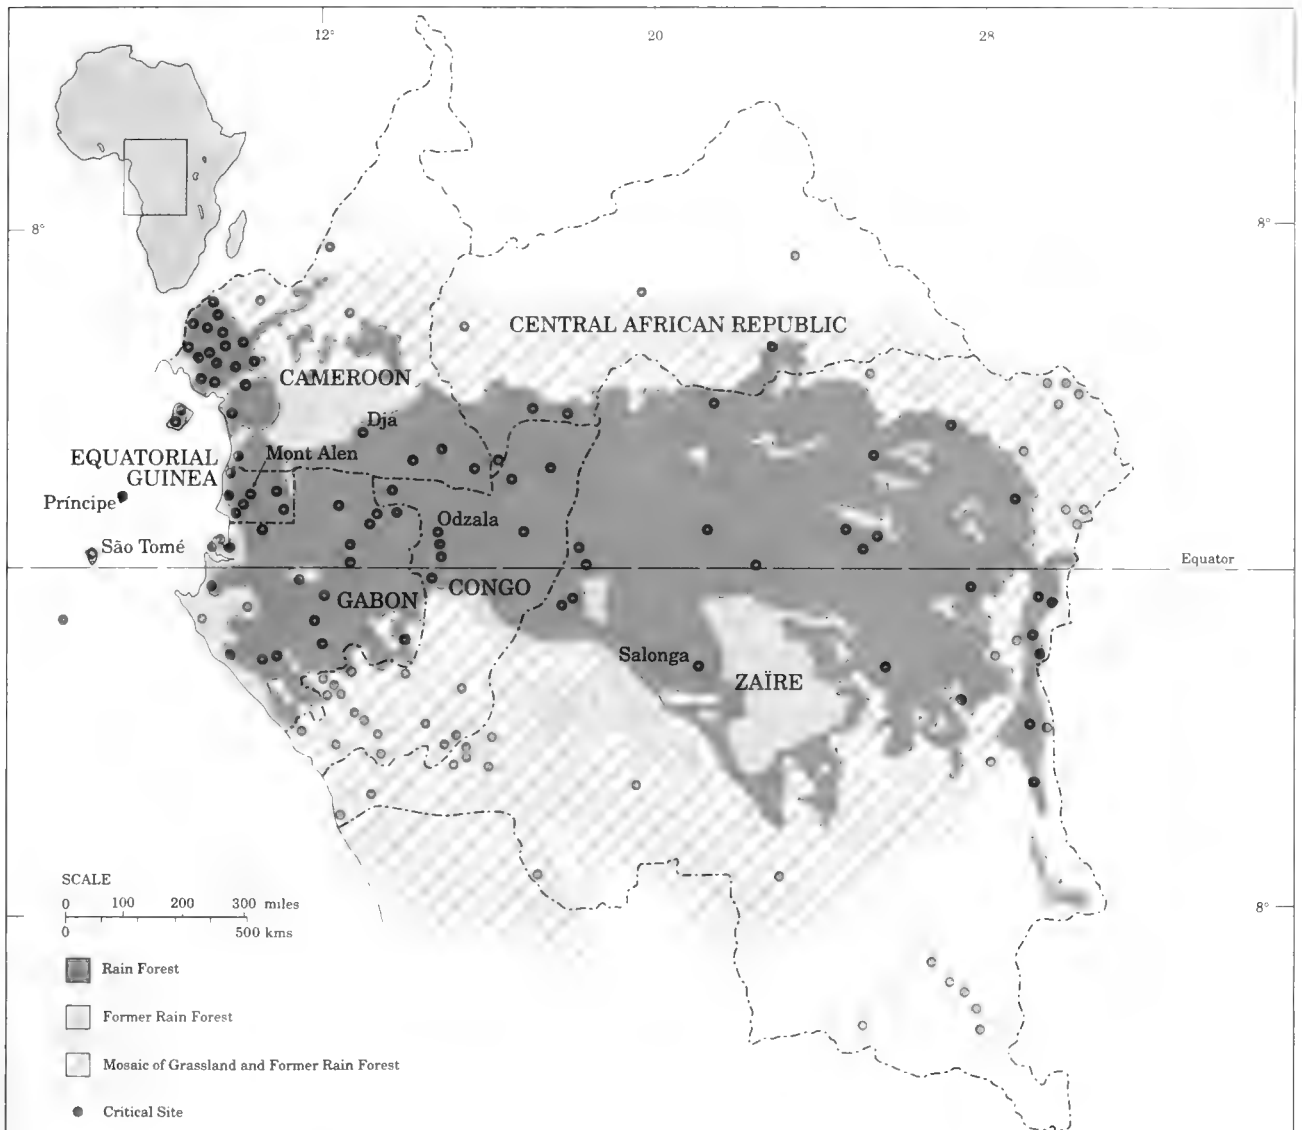 12°
20
28
8°
8°
CENTRAL AFRICAN REPUBLIC
CAMEROON
Dja
Mont Alen
EQUATORIAL
GUINEA
Príncipe
Odzala
São Tomé
Equator
CONGO
GABON
Salonga
ZAÏRE
SCALE
0 100 200 300 miles
0 500 kms
8°
Rain Forest
Former Rain Forest
Mosaic of Grassland and Former Rain Forest
Critical Site